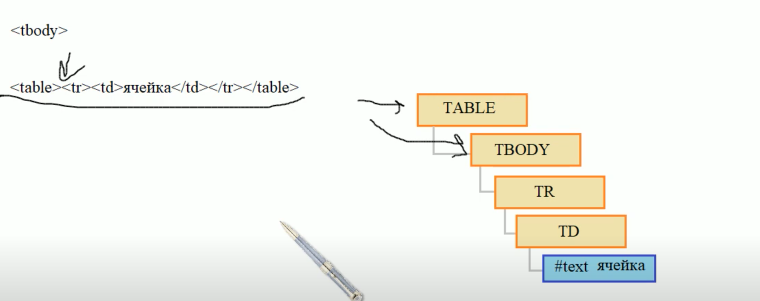 <tbody>
<table><tr><td>ячейка</td></tr></table>
TABLE
TBODY
TR
TD
#text ячейка